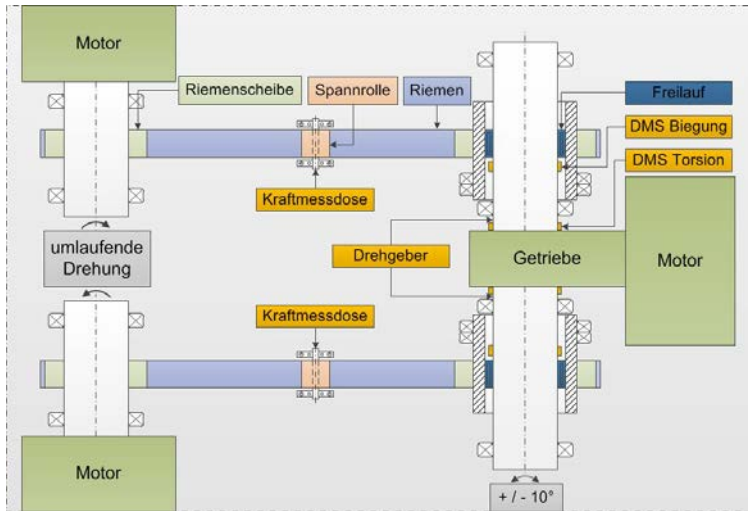 Motor
Riemenscheibe
Spannrolle
Riemen
Freilauf
DMS Biegung
DMS Torsion
Kraftmessdose
umlaufende
Drehung
Drehgeber
Getriebe
Motor
Kraftmessdose
Motor
+ / - 10°